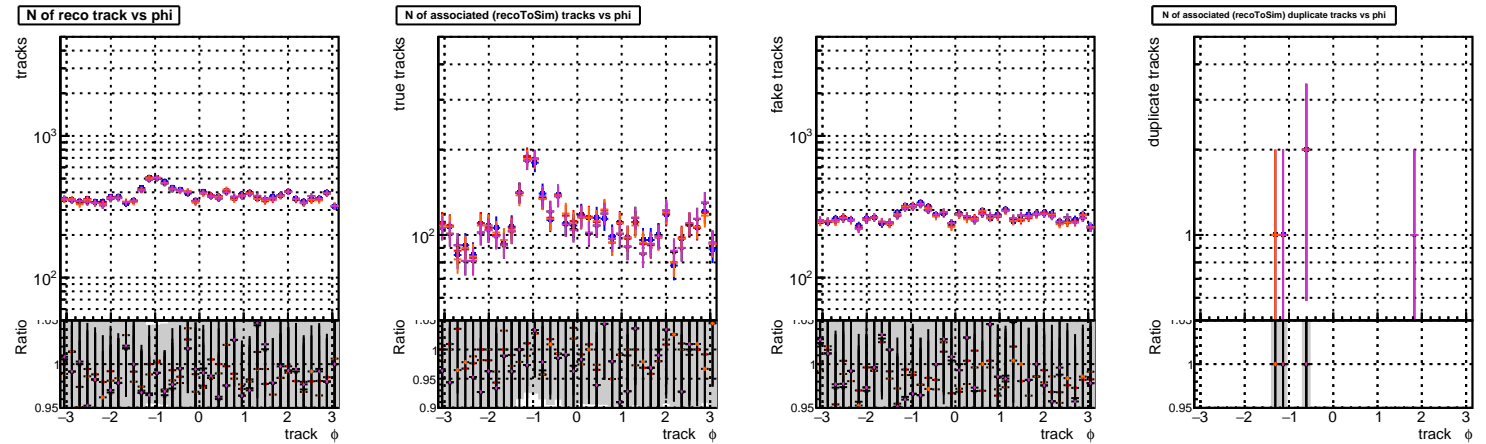 N of reco track vs phi
tracks
10³
10²
Ratio
1
0.95
−3 −2 −1 0 1 2 3
track ϕ
N of associated (recoToSim) tracks vs phi
true tracks
10²
Ratio
1
0.95
0.9
−3 −2 −1 0 1 2 3
track ϕ
fake tracks
10³
10²
Ratio
1
0.95
−3 −2 −1 0 1 2 3
track ϕ
N of associated (recoToSim) duplicate tracks vs phi
duplicate tracks
1
Ratio
1
0.95
−3 −2 −1 0 1 2 3
track ϕ